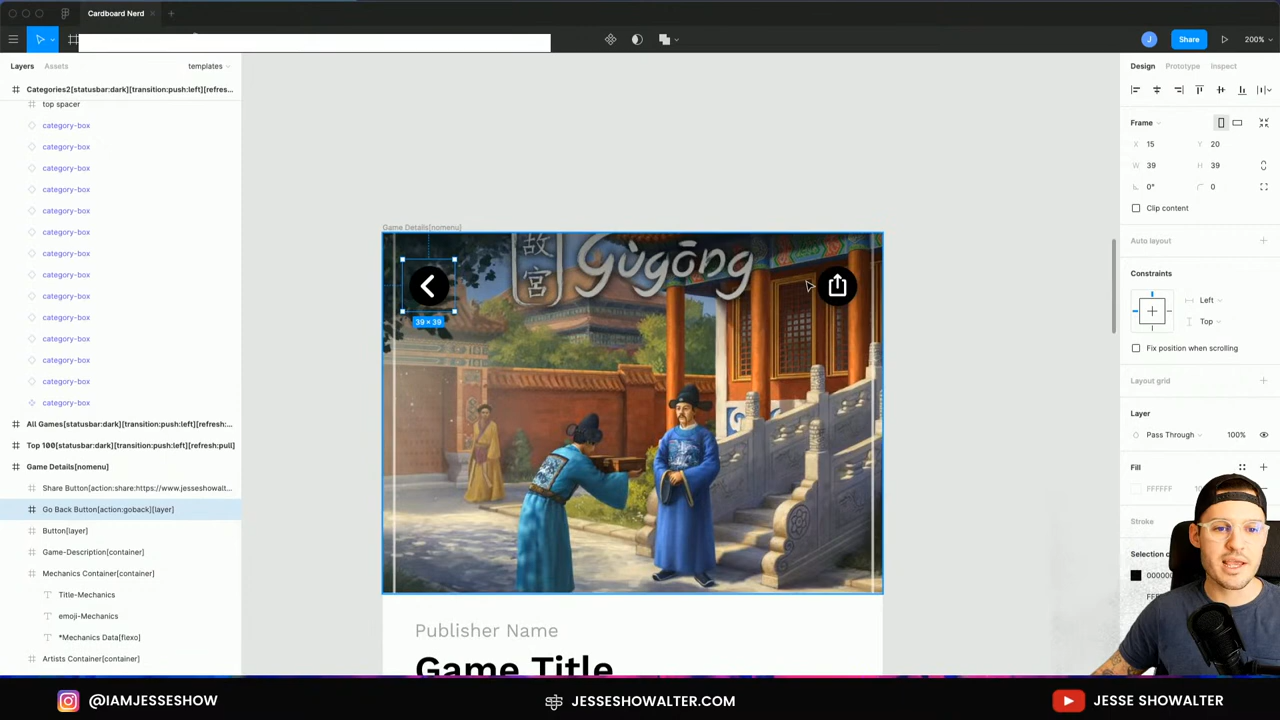 Cardboard Nerd
J
Share
200%
Layers
Assets
templates
Design
Prototype
Inspect
Categories2[statusbar:dark][transition:push:left][refres...
top spacer
category-box
category-box
category-box
category-box
category-box
category-box
category-box
category-box
category-box
category-box
category-box
category-box
category-box
category-box
All Games[statusbar:dark][transition:push:left][refresh:pull]
Top 100[statusbar:dark][transition:push:left][refresh:pull]
Game Details[nomenu]
Share Button[action:share:https://www.jesseshowalt...
Go Back Button[action:goback][layer]
Button[layer]
Game-Description[container]
Mechanics Container[container]
Title-Mechanics
emoji-Mechanics
*Mechanics Data[flexo]
Artists Container[container]
Game Details[nomenu]
故宮
Gùgōng
39 × 39
Publisher Name
Game Title
Frame
X 15
Y 20
W 39
H 39
0°
0
Clip content
Auto layout
Constraints
Left
Top
Fix position when scrolling
Layout grid
Layer
Pass Through
100%
Fill
FFFFFF
Stroke
Selection c
000000
@IAMJESSESHOW
JESSESHOWALTER.COM
JESSE SHOWALTER